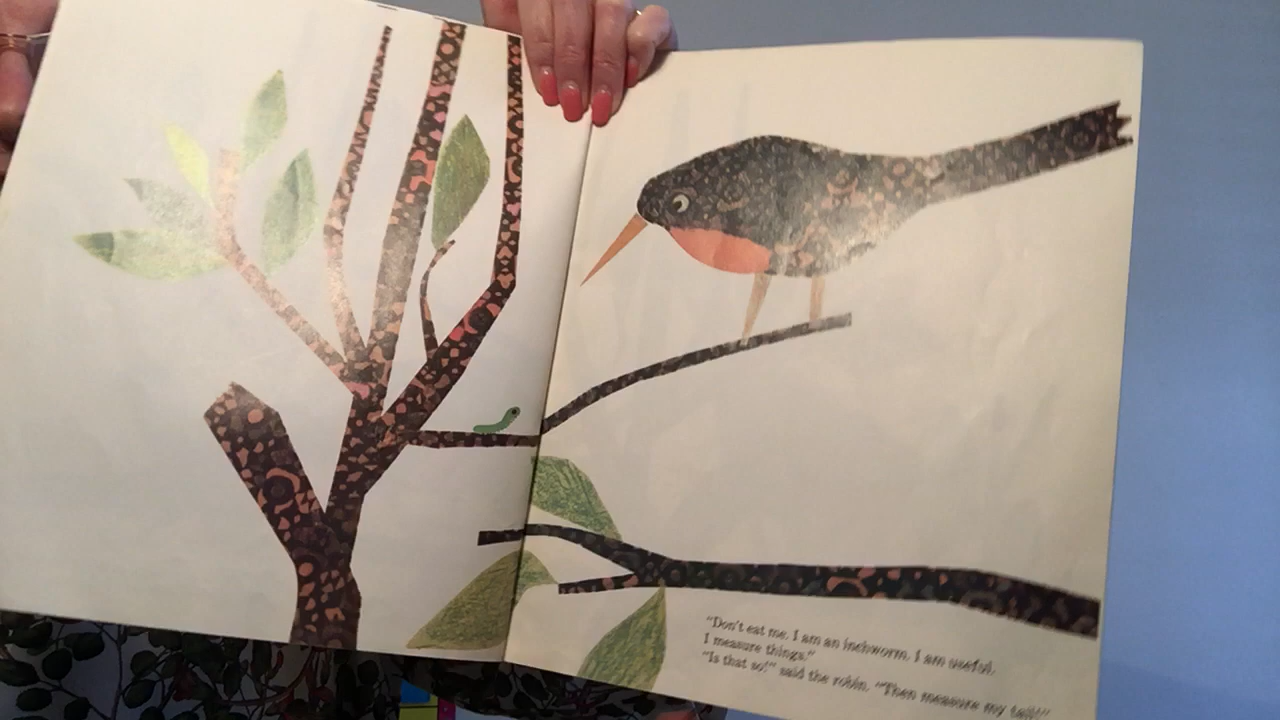 "Don't eat me. I am an inchworm. I am useful.
I measure things."
"Is that so!" said the robin. "Then measure my tail!"